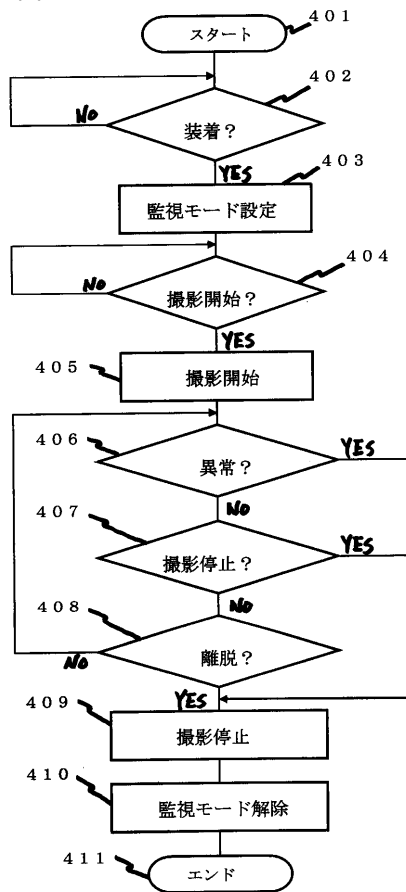 401
スタート
402
装着?
NO
YES
403
監視モード設定
404
撮影開始?
NO
YES
405
撮影開始
406
異常?
YES
NO
407
撮影停止?
YES
NO
408
離脱?
NO
YES
409
撮影停止
410
監視モード解除
411
エンド